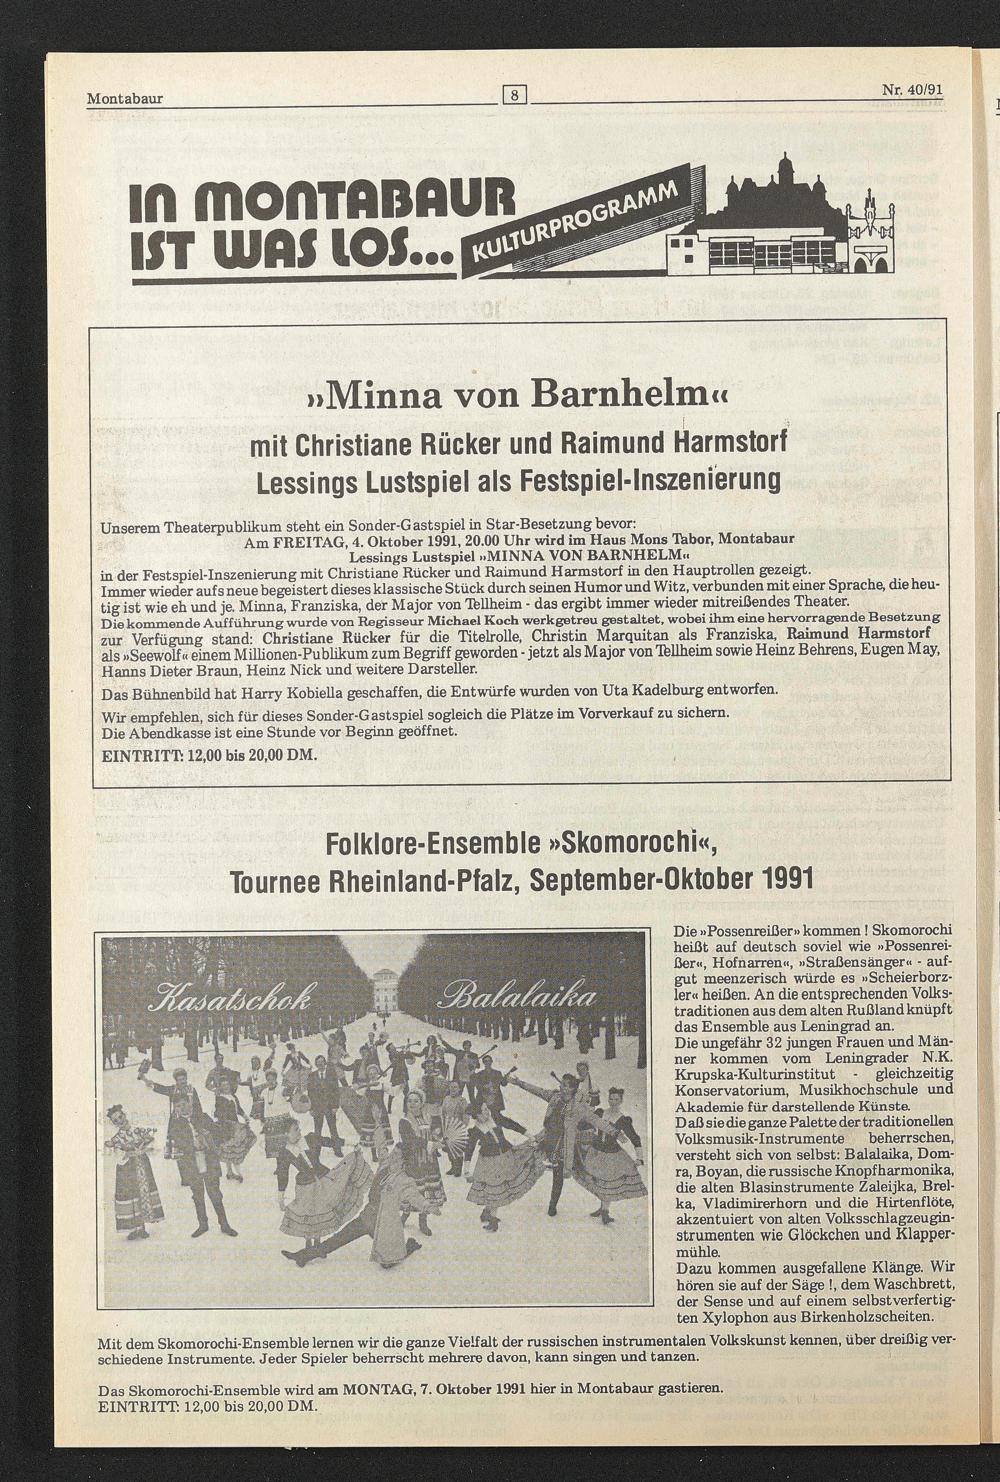 Montabaur
8
Nr. 40/91
IN MONTABAUR
IST WAS LOS...
KULTURPROGRAMM
»Minna von Barnhelm«
mit Christiane Rücker und Raimund Harmstorf
Lessings Lustspiel als Festspiel-Inszenierung
Unserem Theaterpublikum steht ein Sonder-Gastspiel in Star-Besetzung bevor:
Am FREITAG, 4. Oktober 1991, 20.00 Uhr wird im Haus Mons Tabor, Montabaur
Lessings Lustspiel »MINNA VON BARNHELM«
in der Festspiel-Inszenierung mit Christiane Rücker und Raimund Harmstorf in den Hauptrollen gezeigt.
Immer wieder aufs neue begeistert dieses klassische Stück durch seinen Humor und Witz, verbunden mit einer Sprache, die heu-
tig ist wie eh und je. Minna, Franziska, der Major von Tellheim - das ergibt immer wieder mitreißendes Theater.
Die kommende Aufführung wurde von Regisseur Michael Koch werkgetreu gestaltet, wobei ihm eine hervorragende Besetzung
zur Verfügung stand: Christiane Rücker für die Titelrolle, Christin Marquitan als Franziska, Raimund Harmstorf
als »Seewolf« einem Millionen-Publikum zum Begriff geworden - jetzt als Major von Tellheim sowie Heinz Behrens, Eugen May,
Hanns Dieter Braun, Heinz Nick und weitere Darsteller.
Das Bühnenbild hat Harry Kobiella geschaffen, die Entwürfe wurden von Uta Kadelburg entworfen.
Wir empfehlen, sich für dieses Sonder-Gastspiel sogleich die Plätze im Vorverkauf zu sichern.
Die Abendkasse ist eine Stunde vor Beginn geöffnet.
EINTRITT: 12,00 bis 20,00 DM.
Folklore-Ensemble »Skomorochi«,
Tournee Rheinland-Pfalz, September-Oktober 1991
Kasatschok
Balalaika
Die »Possenreißer» kommen ! Skomorochi
heißt auf deutsch soviel wie »Possenrei-
ßer«, Hofnarren«, »Straßensänger« - auf-
gut meenzerisch würde es »Scheierborz-
ler« heißen. An die entsprechenden Volks-
traditionen aus dem alten Rußland knüpft
das Ensemble aus Leningrad an.
Die ungefähr 32 jungen Frauen und Män-
ner kommen vom Leningrader N.K.
Krupska-Kulturinstitut - gleichzeitig
Konservatorium, Musikhochschule und
Akademie für darstellende Künste.
Daß sie die ganze Palette der traditionellen
Volksmusik-Instrumente beherrschen,
versteht sich von selbst: Balalaika, Dom-
ra, Boyan, die russische Knopfharmonika,
die alten Blasinstrumente Zaleijka, Brel-
ka, Vladimirerhorn und die Hirtenflöte,
akzentuiert von alten Volksschlagzeugin-
strumenten wie Glöckchen und Klapper-
mühle.
Dazu kommen ausgefallene Klänge. Wir
hören sie auf der Säge !, dem Waschbrett,
der Sense und auf einem selbstverfertig-
ten Xylophon aus Birkenholzscheiten.
Mit dem Skomorochi-Ensemble lernen wir die ganze Vielfalt der russischen instrumentalen Volkskunst kennen, über dreißig ver-
schiedene Instrumente. Jeder Spieler beherrscht mehrere davon, kann singen und tanzen.
Das Skomorochi-Ensemble wird am MONTAG, 7. Oktober 1991 hier in Montabaur gastieren.
EINTRITT: 12,00 bis 20,00 DM.